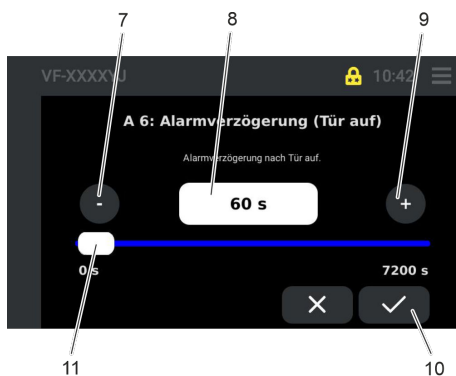 7 8 9
VF-XXXXYJ 10:42
A 6: Alarmverzögerung (Tür auf)
Alarmverzögerung nach Tür auf.
- 60 s +
0 s 7200 s
11 10